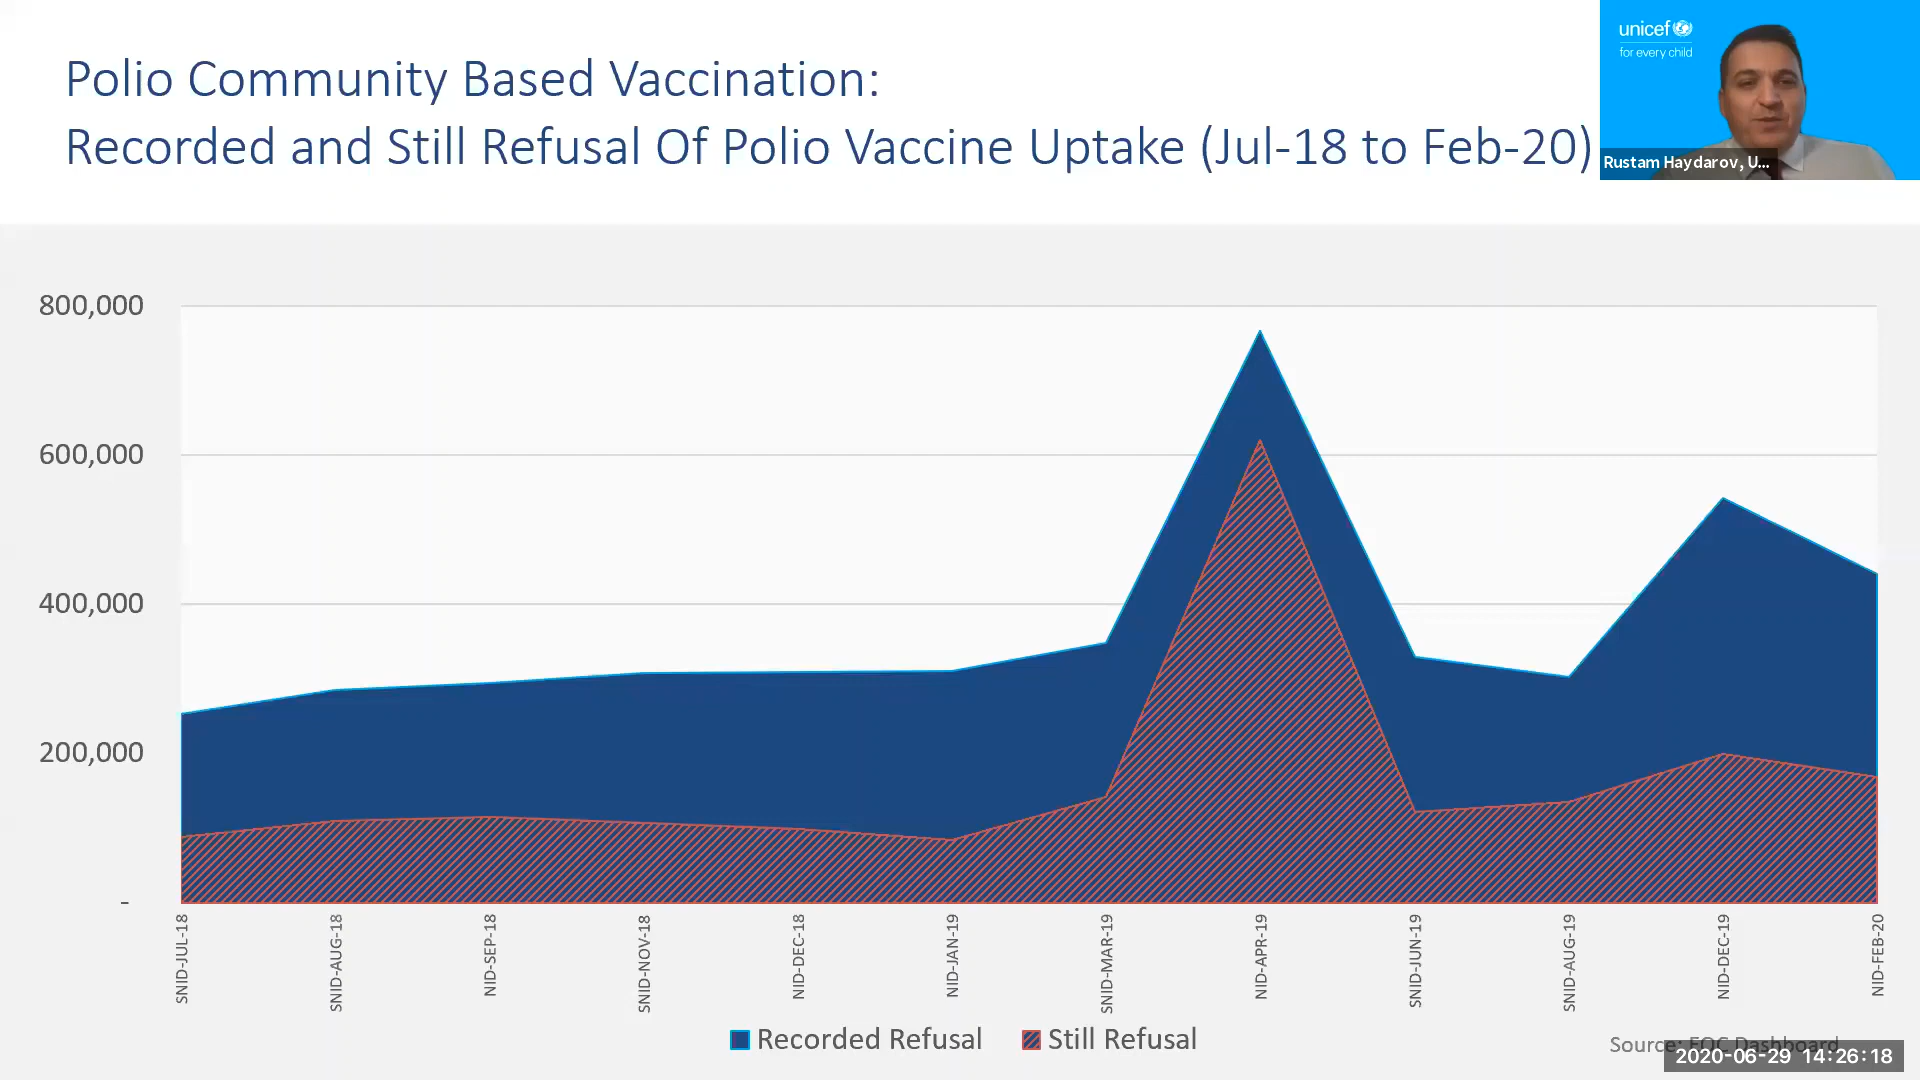 Polio Community Based Vaccination:
Recorded and Still Refusal Of Polio Vaccine Uptake (Jul-18 to Feb-20)
unicef
for every child
Rustam Haydarov, U...
800,000
600,000
400,000
200,000
-
SNID-JUL-18
SNID-AUG-18
NID-SEP-18
SNID-NOV-18
NID-DEC-18
NID-JAN-19
SNID-MAR-19
NID-APR-19
SNID-JUN-19
SNID-AUG-19
NID-DEC-19
NID-FEB-20
Recorded Refusal
Still Refusal
Source: EOC Dashboard
2020-06-29 14:26:18